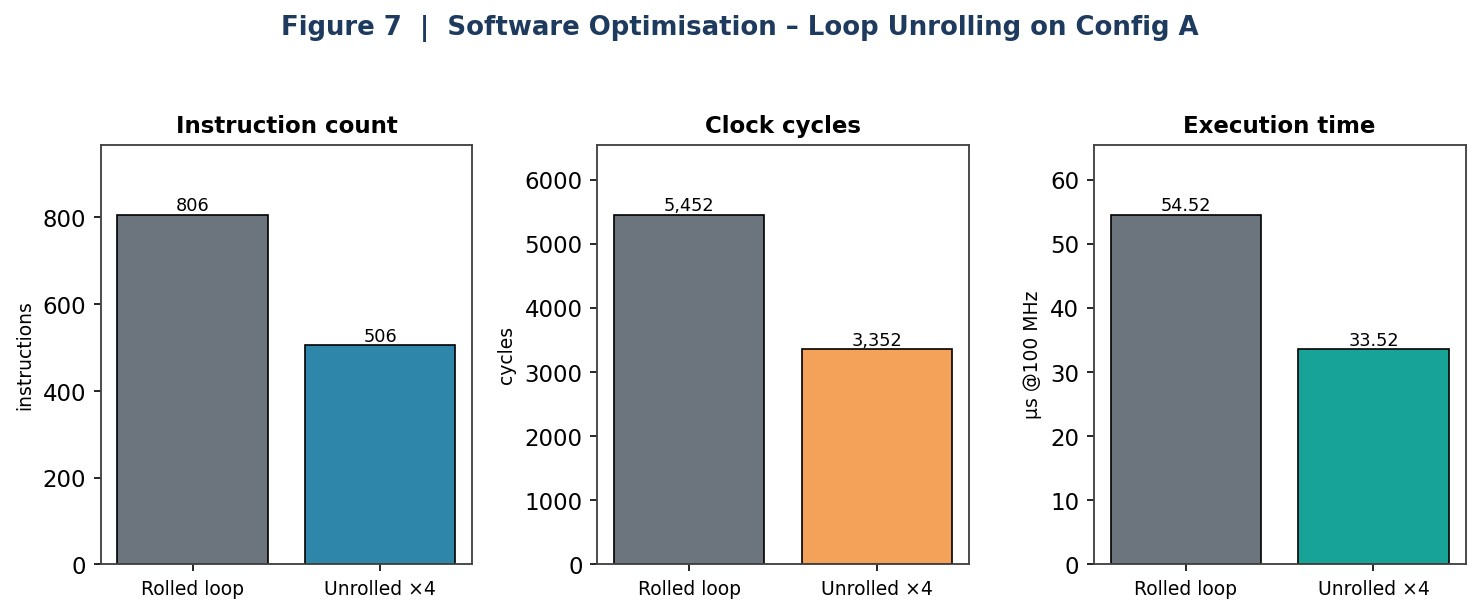 Figure 7 | Software Optimisation – Loop Unrolling on Config A
Instruction count
instructions
800
600
400
200
0
806
506
Rolled loop
Unrolled ×4
Clock cycles
cycles
6000
5000
4000
3000
2000
1000
0
5,452
3,352
Rolled loop
Unrolled ×4
Execution time
µs @100 MHz
60
50
40
30
20
10
0
54.52
33.52
Rolled loop
Unrolled ×4